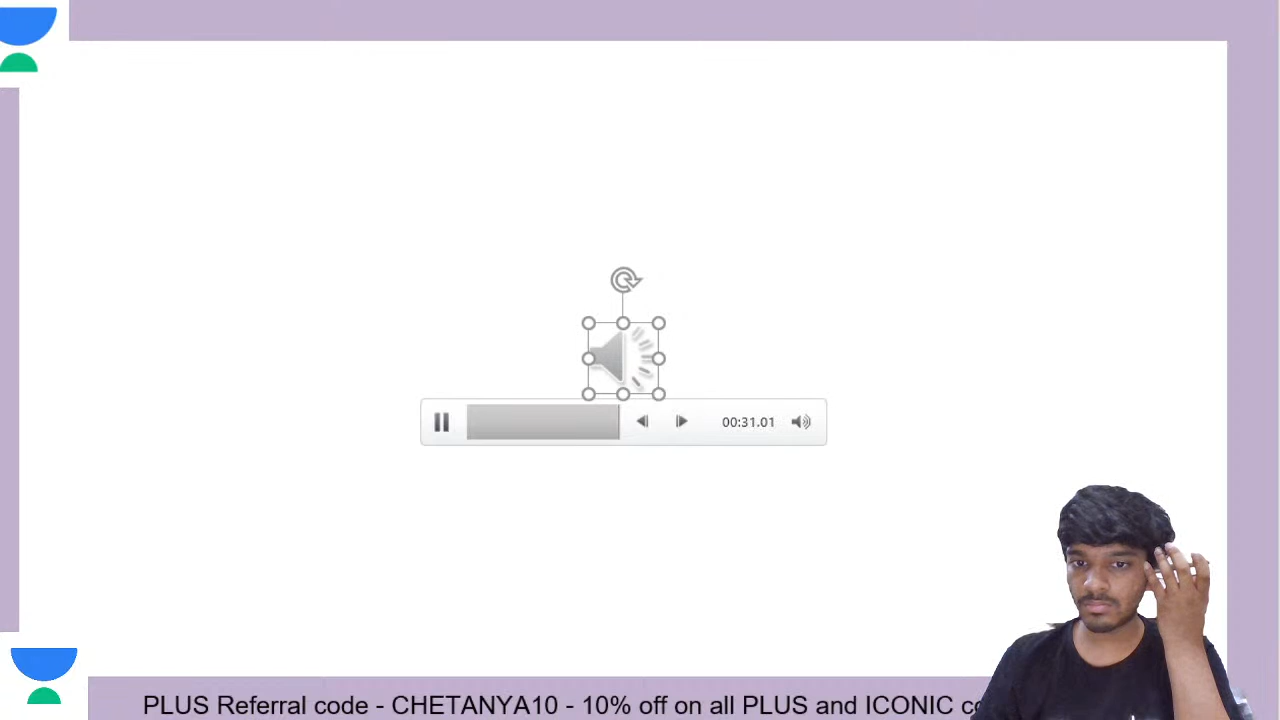 00:31.01
PLUS Referral code - CHETANYA10 - 10% off on all PLUS and ICONIC